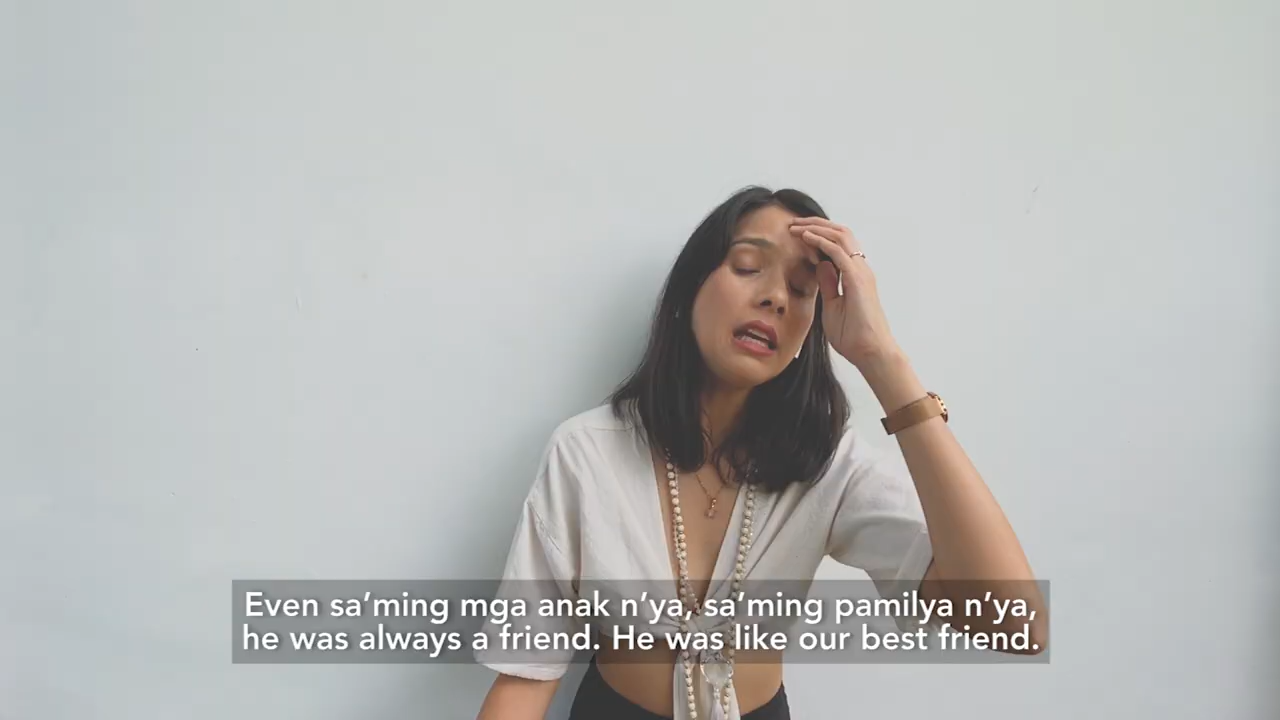 Even sa’ming mga anak n’ya, sa’ming pamilya n’ya,
he was always a friend. He was like our best friend.